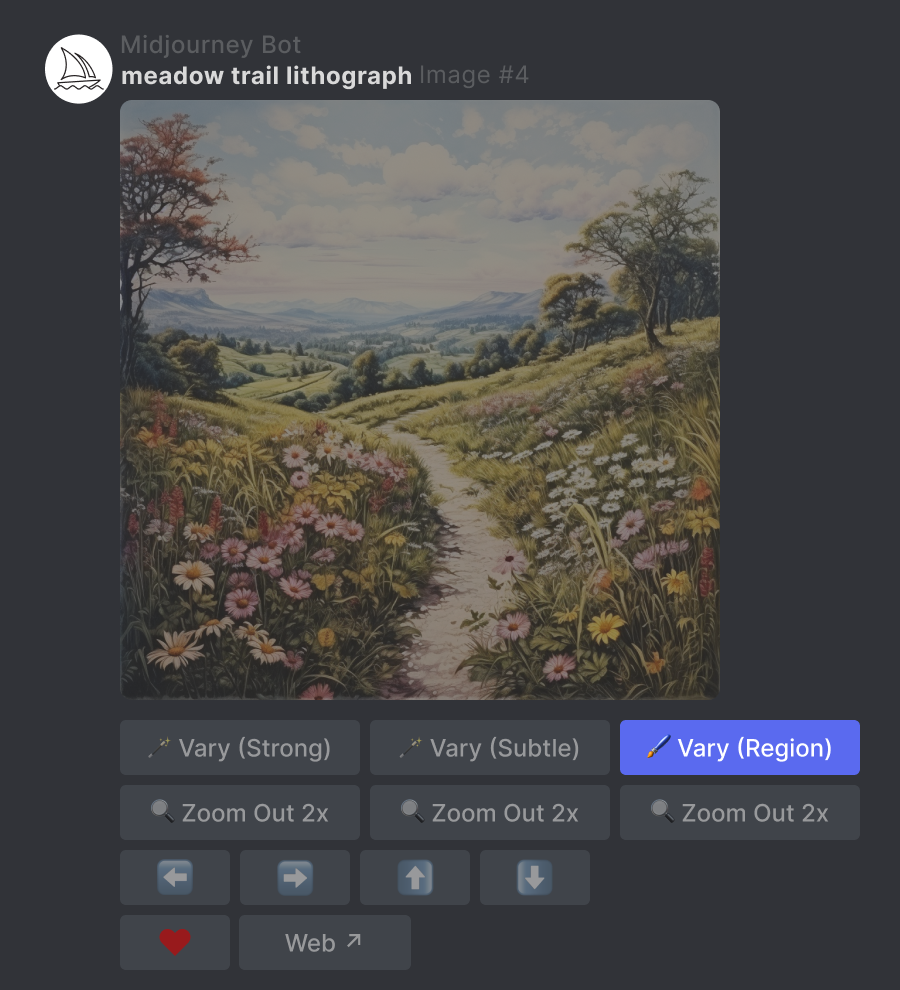 Midjourney Bot
meadow trail lithograph Image #4
Vary (Strong) Vary (Subtle) Vary (Region)
Zoom Out 2x Zoom Out 2x Zoom Out 2x
Web